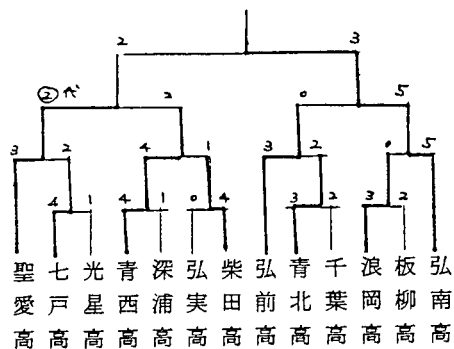 2 3
②代 2 0 5
3 2 4 1 3 2 0 5
4 1 4 1 0 4 3 2 3 2
聖愛高
七戸高
光星高
青西高
深浦高
弘実高
柴田高
弘前高
青北高
千葉高
浪岡高
板柳高
弘南高